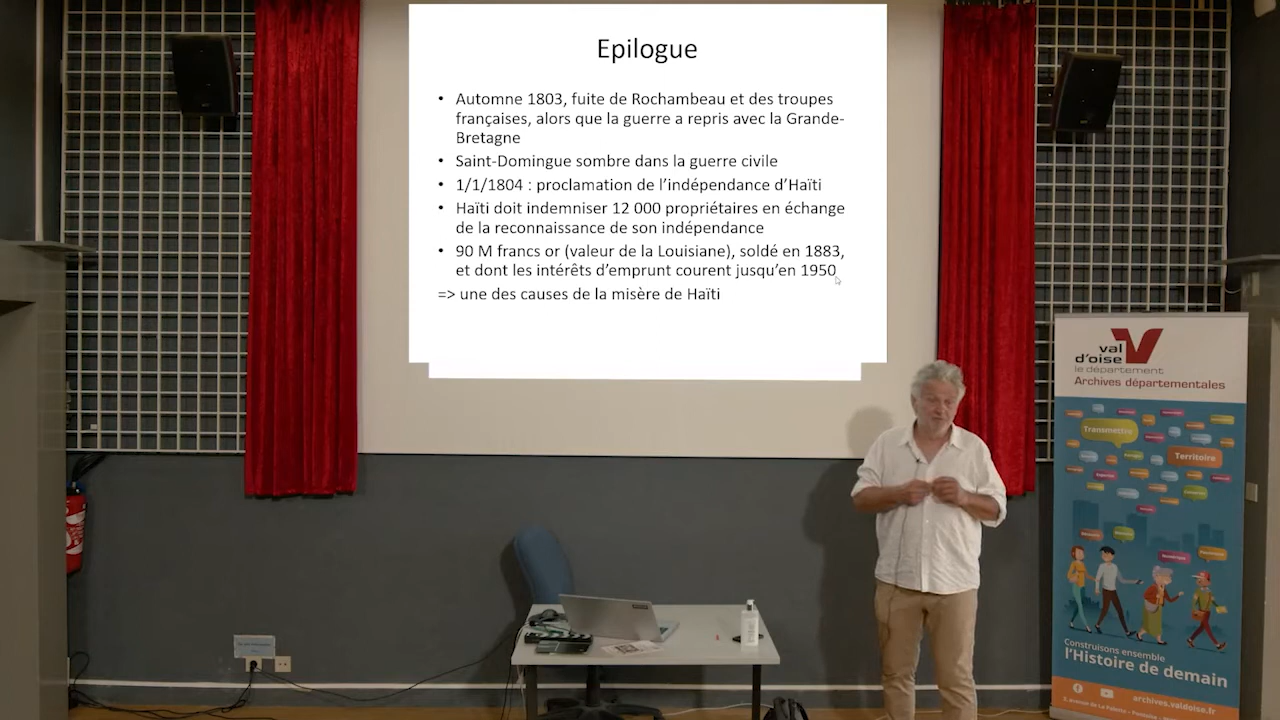 Epilogue
• Automne 1803, fuite de Rochambeau et des troupes
françaises, alors que la guerre a repris avec la Grande-
Bretagne
• Saint-Domingue sombre dans la guerre civile
• 1/1/1804 : proclamation de l'indépendance d'Haïti
• Haïti doit indemniser 12 000 propriétaires en échange
de la reconnaissance de son indépendance
• 90 M francs or (valeur de la Louisiane), soldé en 1883,
et dont les intérêts d'emprunt courent jusqu'en 1950
=> une des causes de la misère de Haïti
val
d'oise
le département
Archives départementales
Transmettre
Territoire
Construisons ensemble
l'Histoire de demain
archives.valdoise.fr